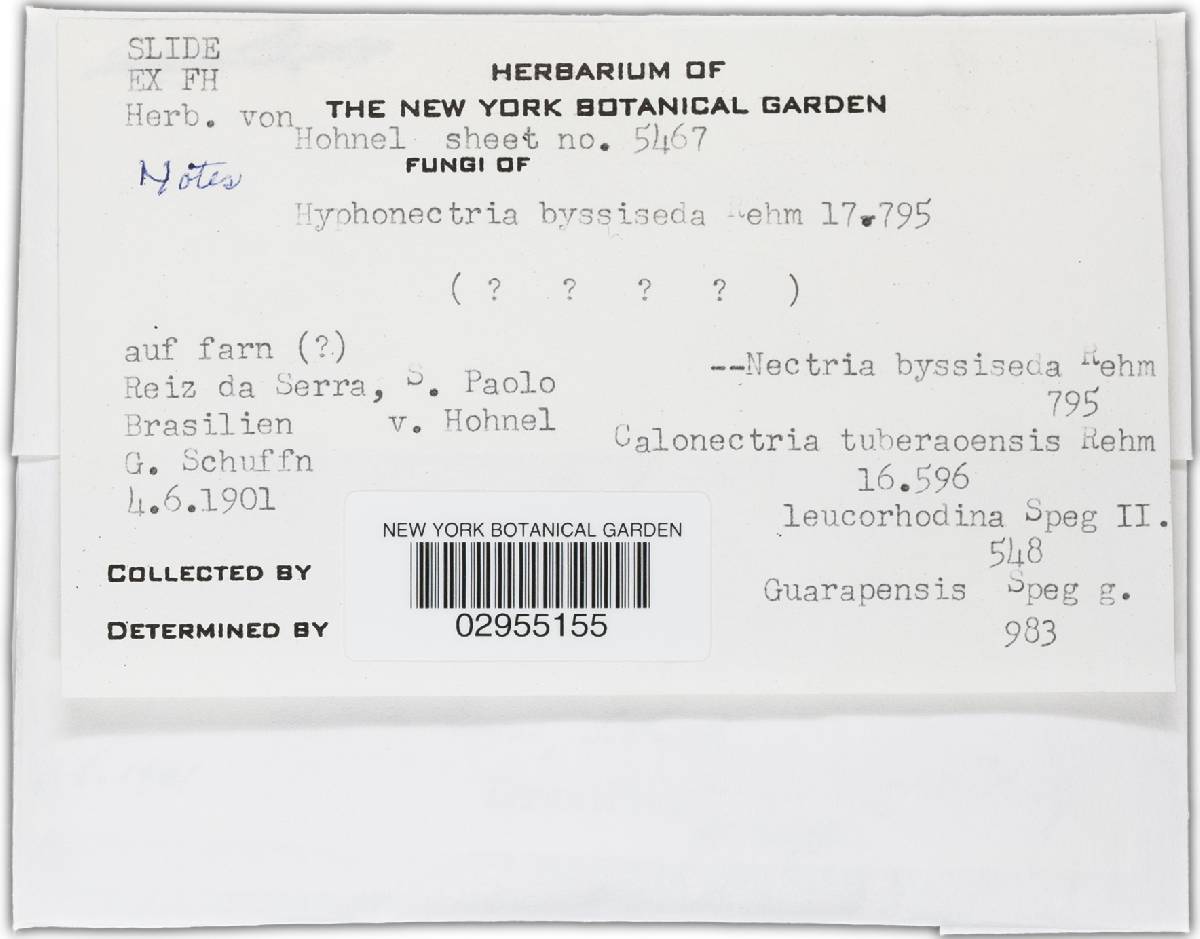 SLIDE
EX FH
HERBARIUM OF
THE NEW YORK BOTANICAL GARDEN
Herb. von Hohnel sheet no. 5467
Notes
FUNGI OF
Hyphonectria byssiseda Rehm 17.795
( ? ? ? ? )
auf farn (?)
Reiz da Serra, S. Paolo
Brasilien v. Hohnel
G. Schuffn
4.6.1901
--Nectria byssiseda Rehm
795
Calonectria tuberaoensis Rehm
16.596
leucorhodina Speg II.
548
Guarapensis Speg g.
983
COLLECTED BY
DETERMINED BY
NEW YORK BOTANICAL GARDEN
02955155